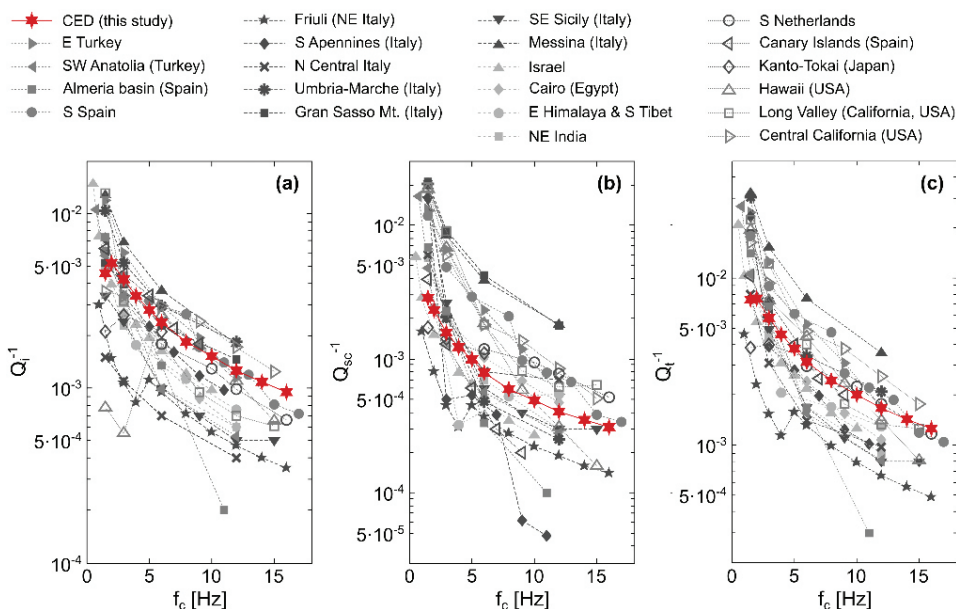 CED (this study)
E Turkey
SW Anatolia (Turkey)
Almeria basin (Spain)
S Spain
Friuli (NE Italy)
S Apennines (Italy)
N Central Italy
Umbria-Marche (Italy)
Gran Sasso Mt. (Italy)
SE Sicily (Italy)
Messina (Italy)
Israel
Cairo (Egypt)
E Himalaya & S Tibet
NE India
S Netherlands
Canary Islands (Spain)
Kanto-Tokai (Japan)
Hawaii (USA)
Long Valley (California, USA)
Central California (USA)
(a)
10⁻²
5·10⁻³
10⁻³
5·10⁻⁴
10⁻⁴
Qᵢ⁻¹
0 5 10 15
f_c [Hz]
(b)
10⁻²
5·10⁻³
10⁻³
5·10⁻⁴
10⁻⁴
5·10⁻⁵
Q_sc⁻¹
0 5 10 15
f_c [Hz]
(c)
10⁻²
5·10⁻³
10⁻³
5·10⁻⁴
Q_t⁻¹
0 5 10 15
f_c [Hz]